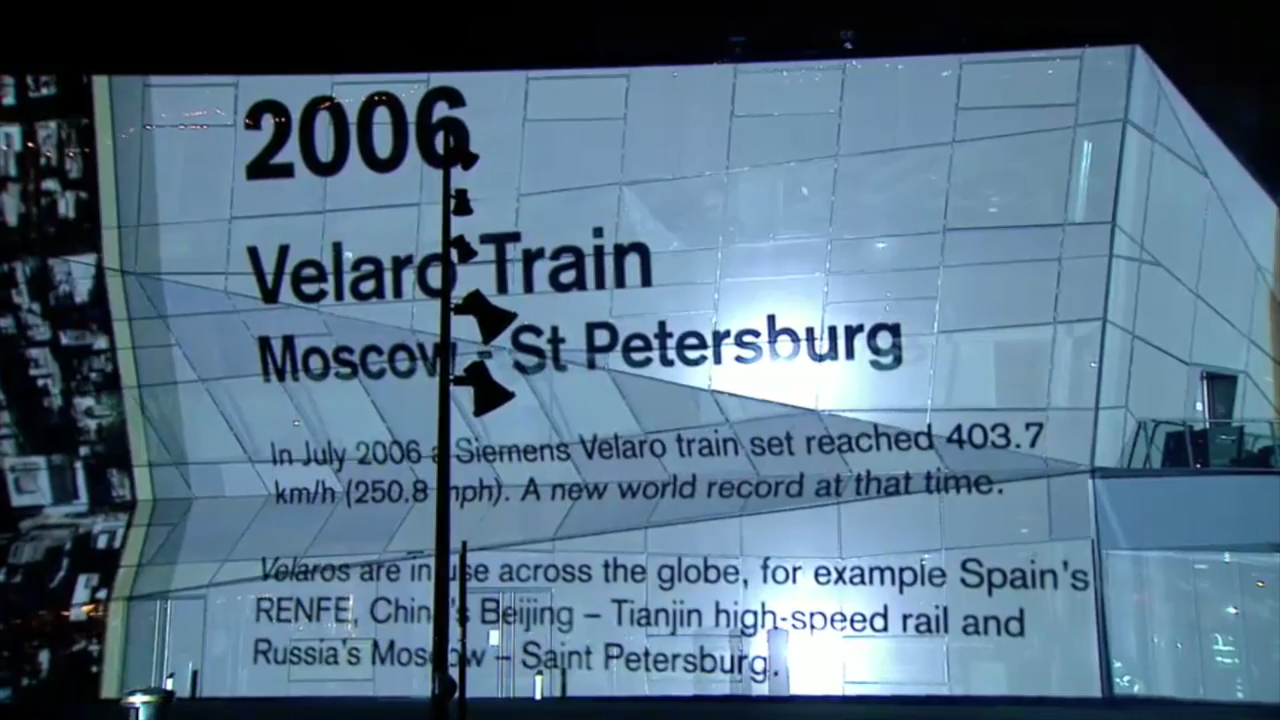 2006
Velaro Train
Moscow - St Petersburg
In July 2006 a Siemens Velaro train set reached 403.7
km/h (250.8 mph). A new world record at that time.
Velaros are in use across the globe, for example Spain's
RENFE, China's Beijing – Tianjin high-speed rail and
Russia's Moscow – Saint Petersburg.